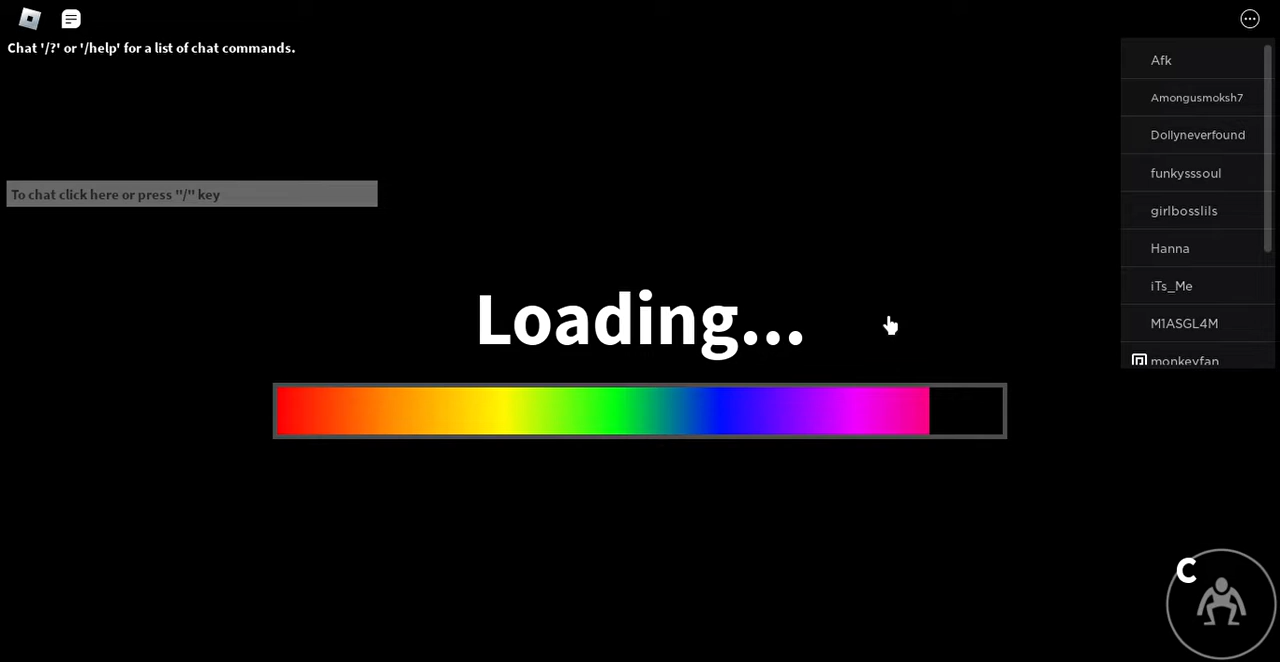 Chat '/?' or '/help' for a list of chat commands.
To chat click here or press "/" key
Loading...
Afk
Amongusmoksh7
Dollyneverfound
funkysssoul
girlbosslils
Hanna
iTs_Me
M1ASGL4M
monkeyfan
C